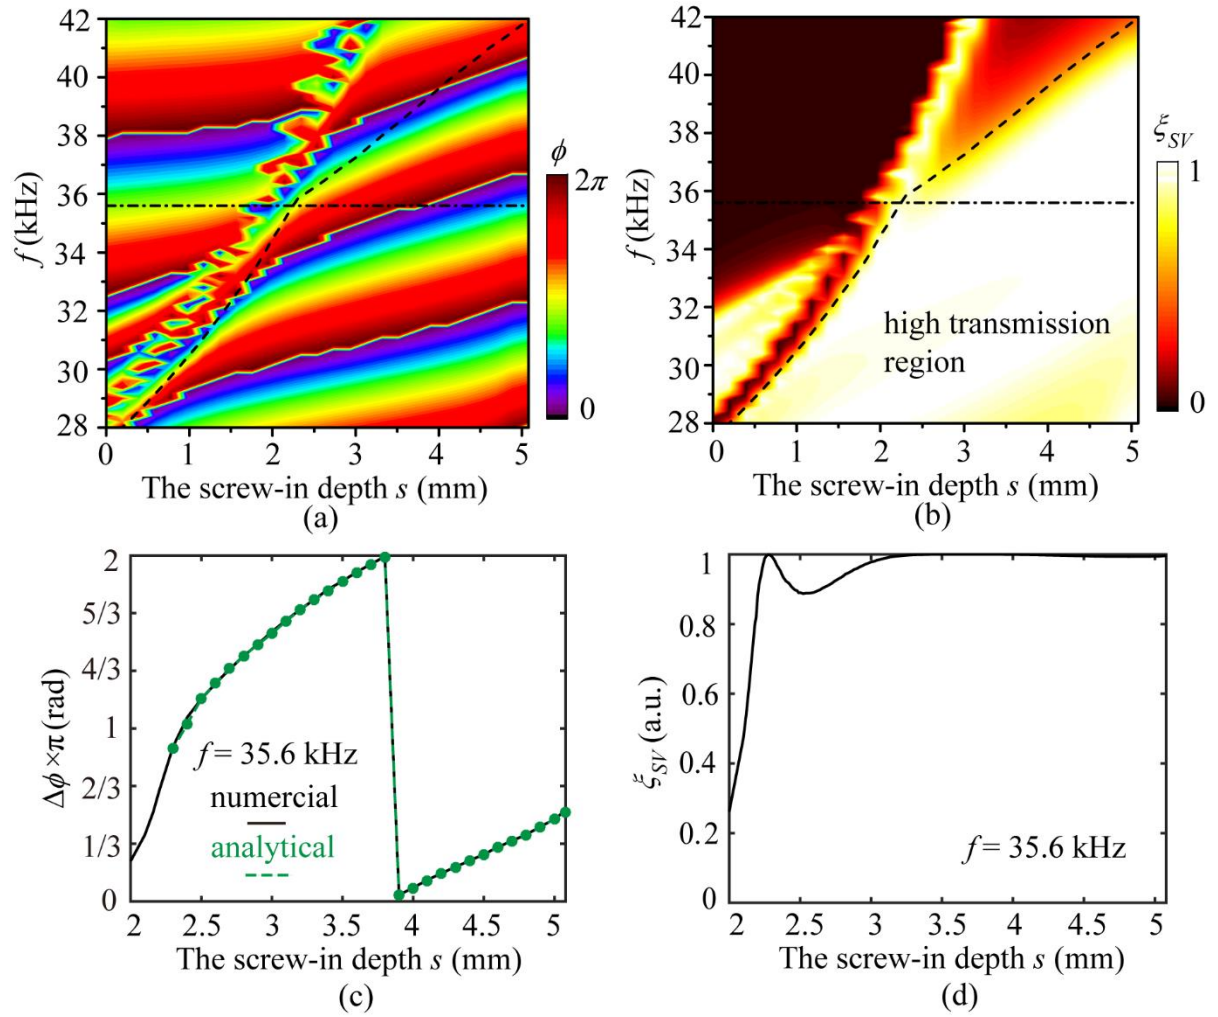 42
40
38
36
34
32
30
28
f (kHz)
0 1 2 3 4 5
The screw-in depth s (mm)
(a)
ϕ
2π
0
42
40
38
36
34
32
30
28
f (kHz)
high transmission
region
0 1 2 3 4 5
The screw-in depth s (mm)
(b)
ξSV
1
0
2
5/3
4/3
1
2/3
1/3
0
Δϕ×π (rad)
f = 35.6 kHz
numercial
analytical
2 2.5 3 3.5 4 4.5 5
The screw-in depth s (mm)
(c)
1
0.8
0.6
0.4
0.2
0
ξSV (a.u.)
f = 35.6 kHz
2 2.5 3 3.5 4 4.5 5
The screw-in depth s (mm)
(d)